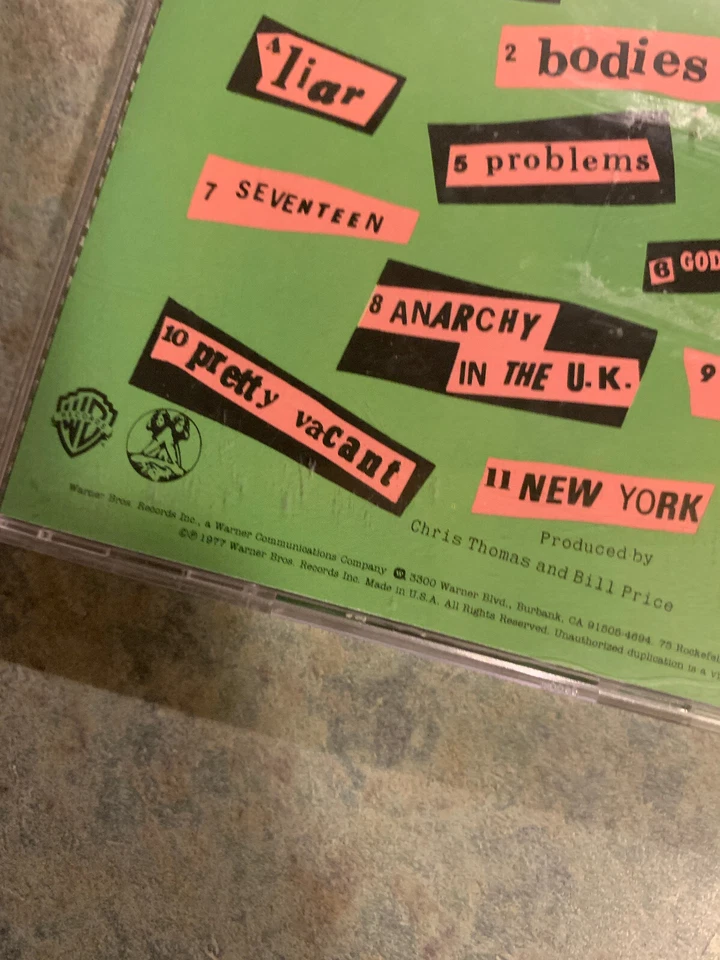 4 liar
2 bodies
5 problems
7 SEVENTEEN
6 GOD
8 ANARCHY
IN THE U.K.
9
10 pretty vacant
11 NEW YORK
Produced by
Chris Thomas and Bill Price
Warner Bros. Records Inc., a Warner Communications Company 3300 Warner Blvd., Burbank, CA 91505-4694. 75
©℗ 1977 Warner Bros. Records Inc. Made in U.S.A. All Rights Reserved. Unauthorized duplication is a